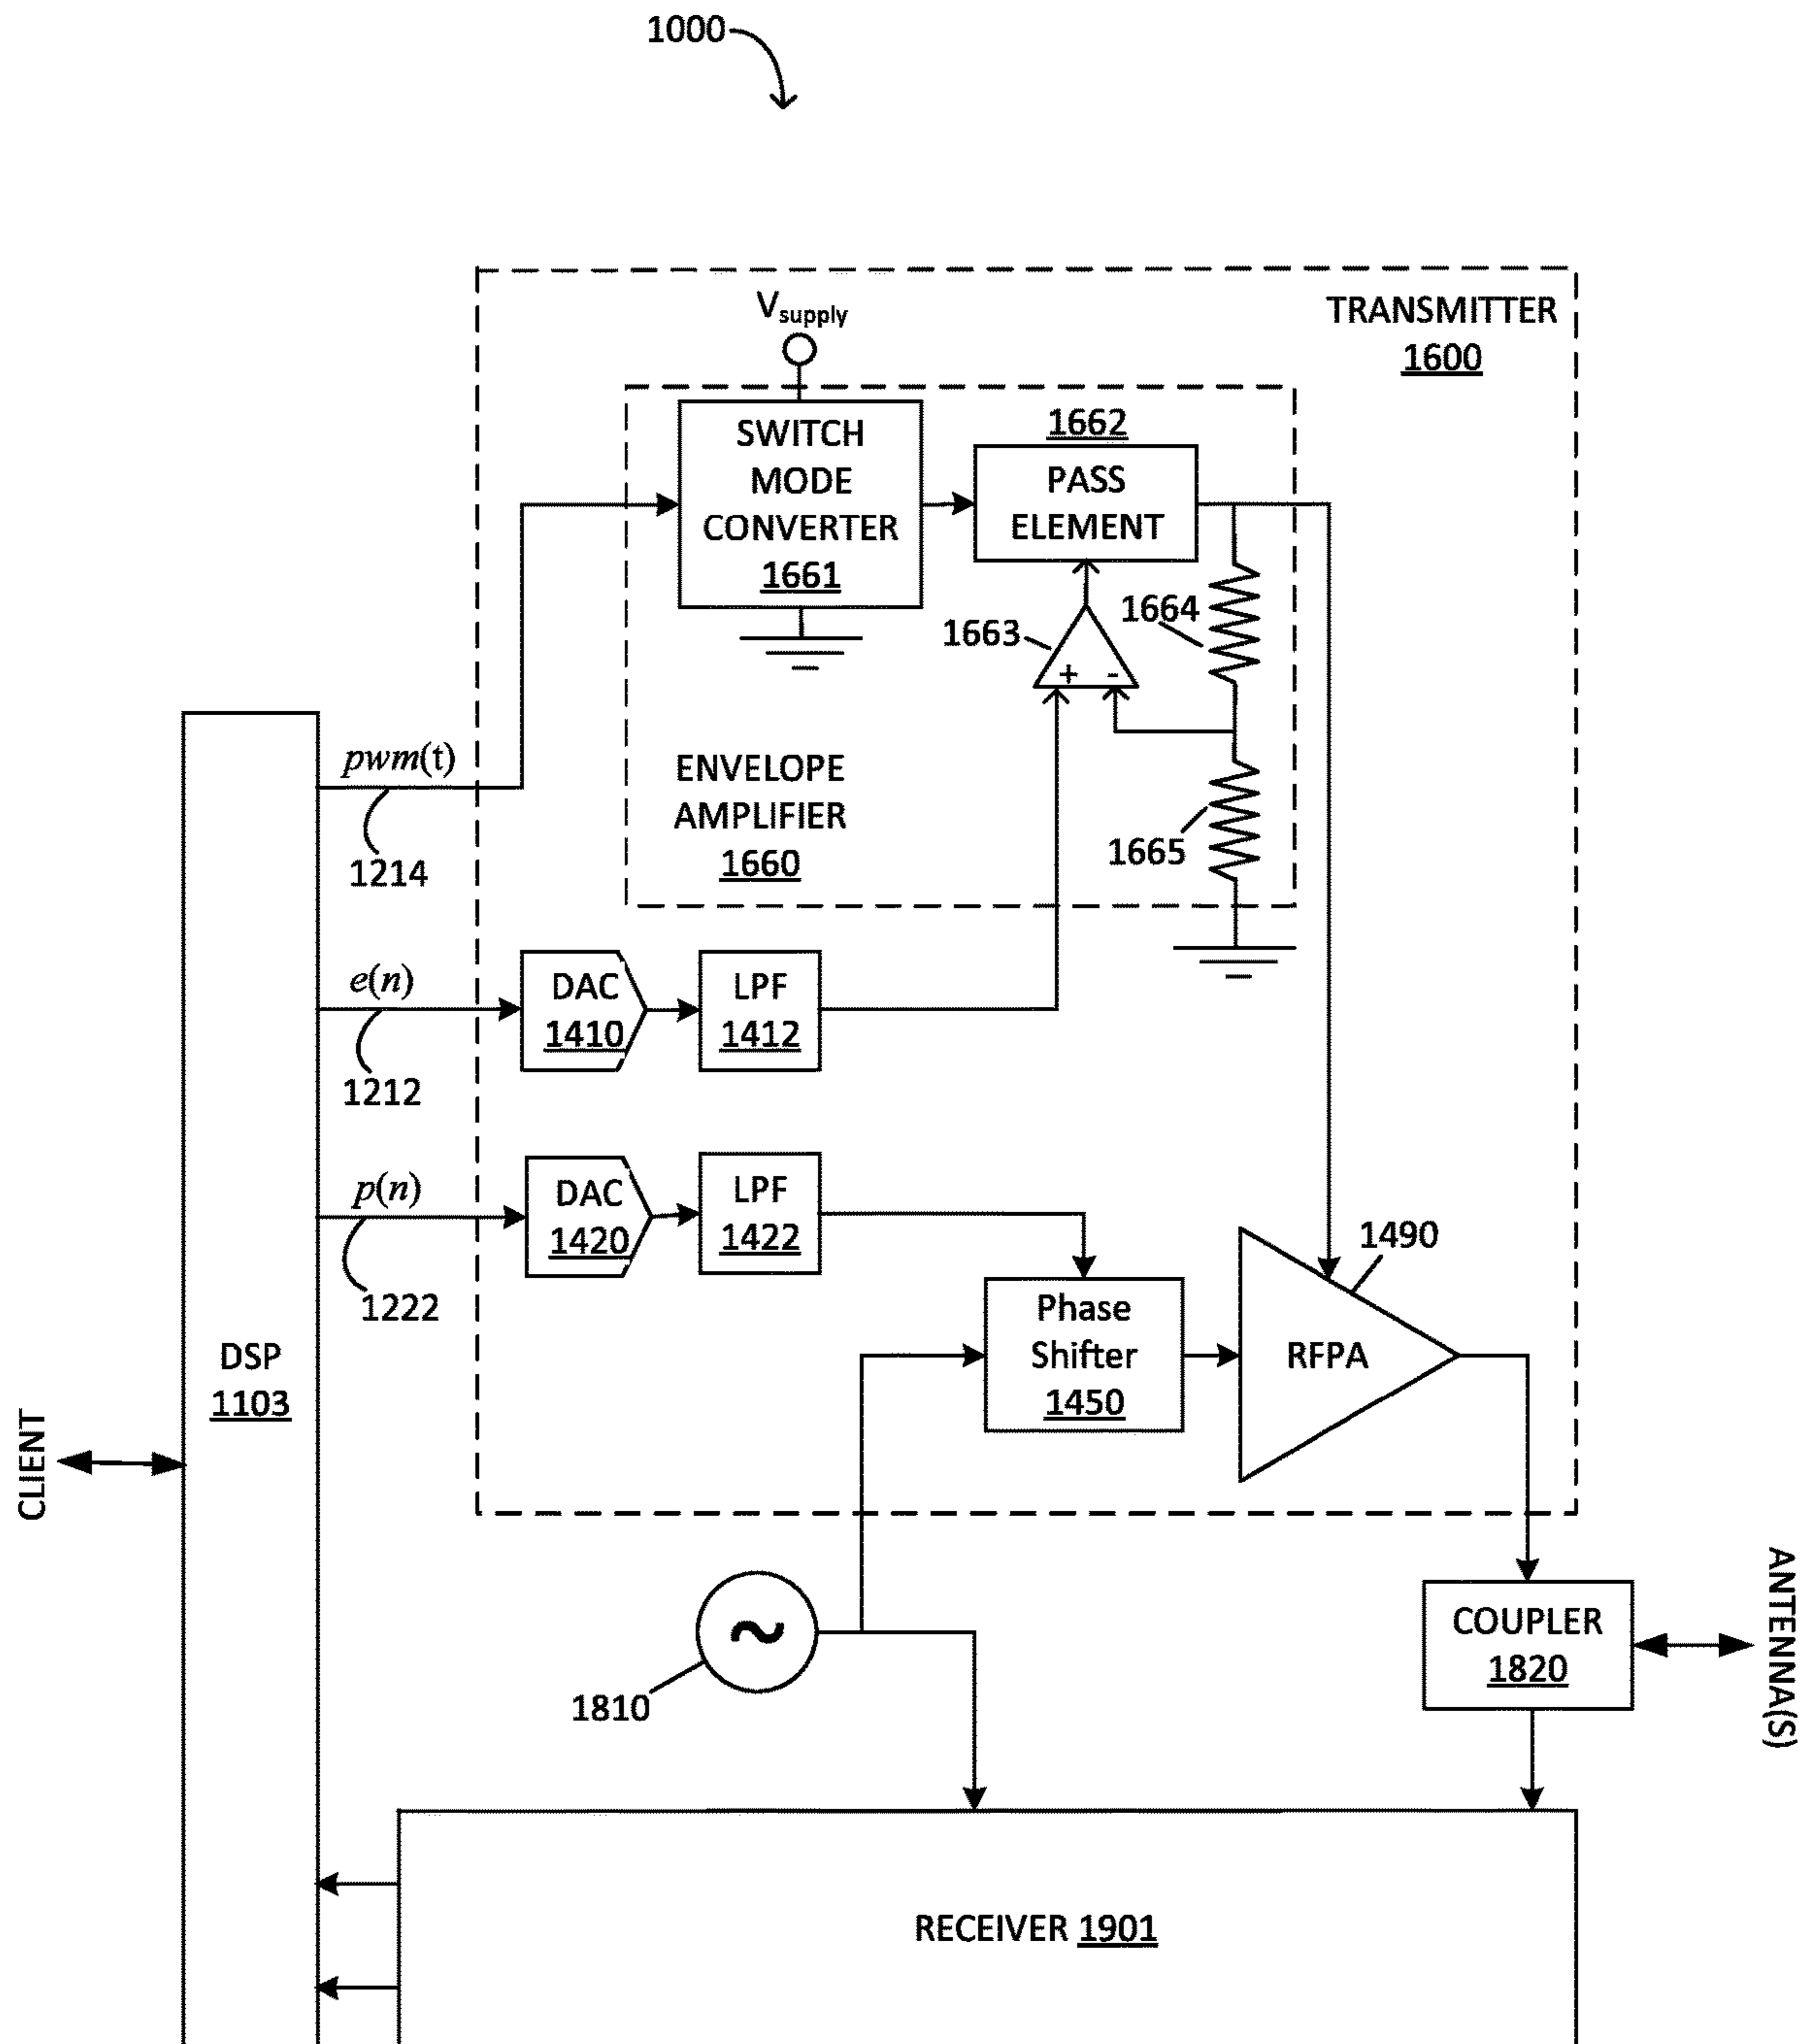 1000
TRANSMITTER
1600
Vsupply
SWITCH
MODE
CONVERTER
1661
1662
PASS
ELEMENT
1663
+ -
1664
1665
ENVELOPE
AMPLIFIER
1660
pwm(t)
1214
e(n)
1212
DAC
1410
LPF
1412
p(n)
1222
DAC
1420
LPF
1422
Phase
Shifter
1450
RFPA
1490
DSP
1103
CLIENT
~
1810
COUPLER
1820
ANTENNA(S)
RECEIVER 1901